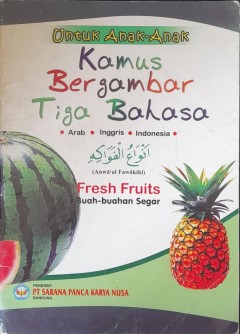 Untuk Anak-Anak
Kamus
Bergambar
Tiga Bahasa
• Arab • Inggris • Indonesia •
أنواع الفواكه
(Anwā'ul Fawākihi)
Fresh Fruits
Buah-buahan Segar
PENERBIT
PT SARANA PANCA KARYA NUSA
BANDUNG